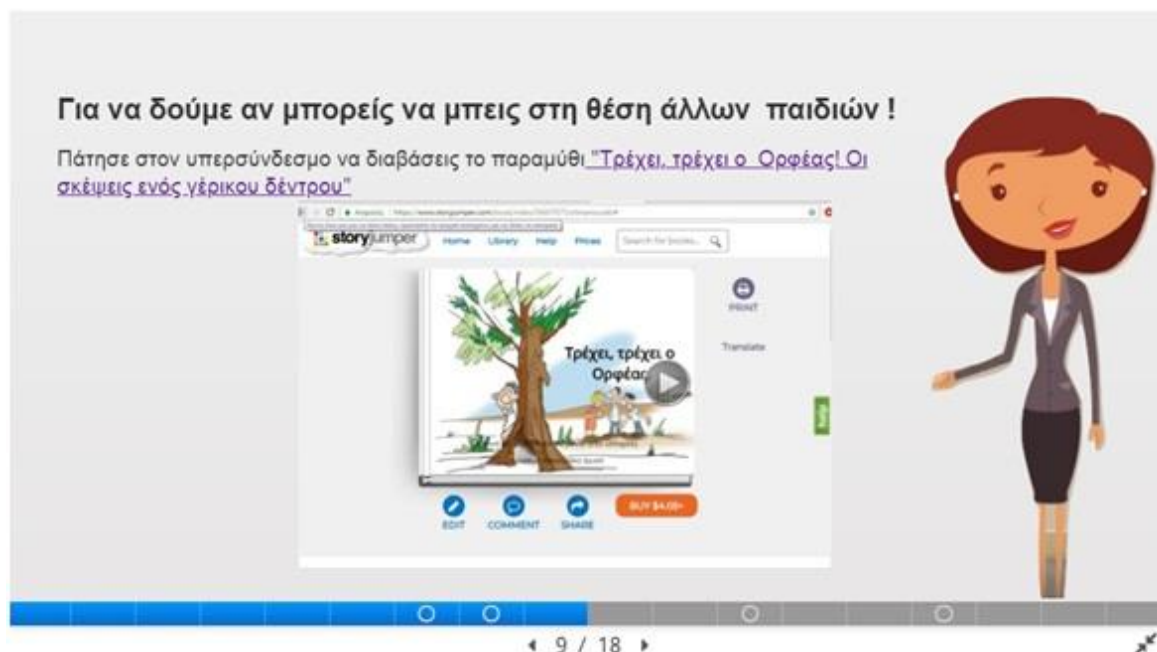 Για να δούμε αν μπορείς να μπεις στη θέση άλλων παιδιών !
Πάτησε στον υπερσύνδεσμο να διαβάσεις το παραμύθι "Τρέχει, τρέχει ο Ορφέας! Οι
σκέψεις ενός γέρικου δέντρου"
storyjumper Home Library Help Prices Search for books...
PRINT
Translate
Τρέχει, τρέχει ο
Ορφέας
help
EDIT COMMENT SHARE BUY
9 / 18